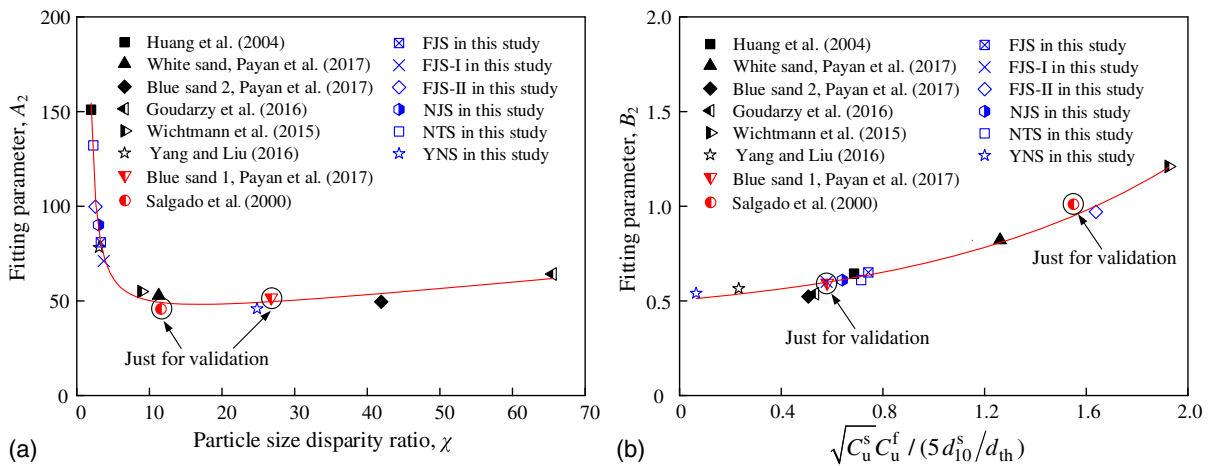 200
150
100
50
0
Fitting parameter, A₂
Huang et al. (2004)
White sand, Payan et al. (2017)
Blue sand 2, Payan et al. (2017)
Goudarzy et al. (2016)
Wichtmann et al. (2015)
Yang and Liu (2016)
Blue sand 1, Payan et al. (2017)
Salgado et al. (2000)
FJS in this study
FJS-I in this study
FJS-II in this study
NJS in this study
NTS in this study
YNS in this study
Just for validation
0 10 20 30 40 50 60 70
Particle size disparity ratio, χ
(a)
2.0
1.5
1.0
0.5
0
Fitting parameter, B₂
Huang et al. (2004)
White sand, Payan et al. (2017)
Blue sand 2, Payan et al. (2017)
Goudarzy et al. (2016)
Wichtmann et al. (2015)
Yang and Liu (2016)
Blue sand 1, Payan et al. (2017)
Salgado et al. (2000)
FJS in this study
FJS-I in this study
FJS-II in this study
NJS in this study
NTS in this study
YNS in this study
Just for validation
Just for validation
0 0.4 0.8 1.2 1.6 2.0
√C_u^s C_u^f / (5 d_10^s / d_th)
(b)